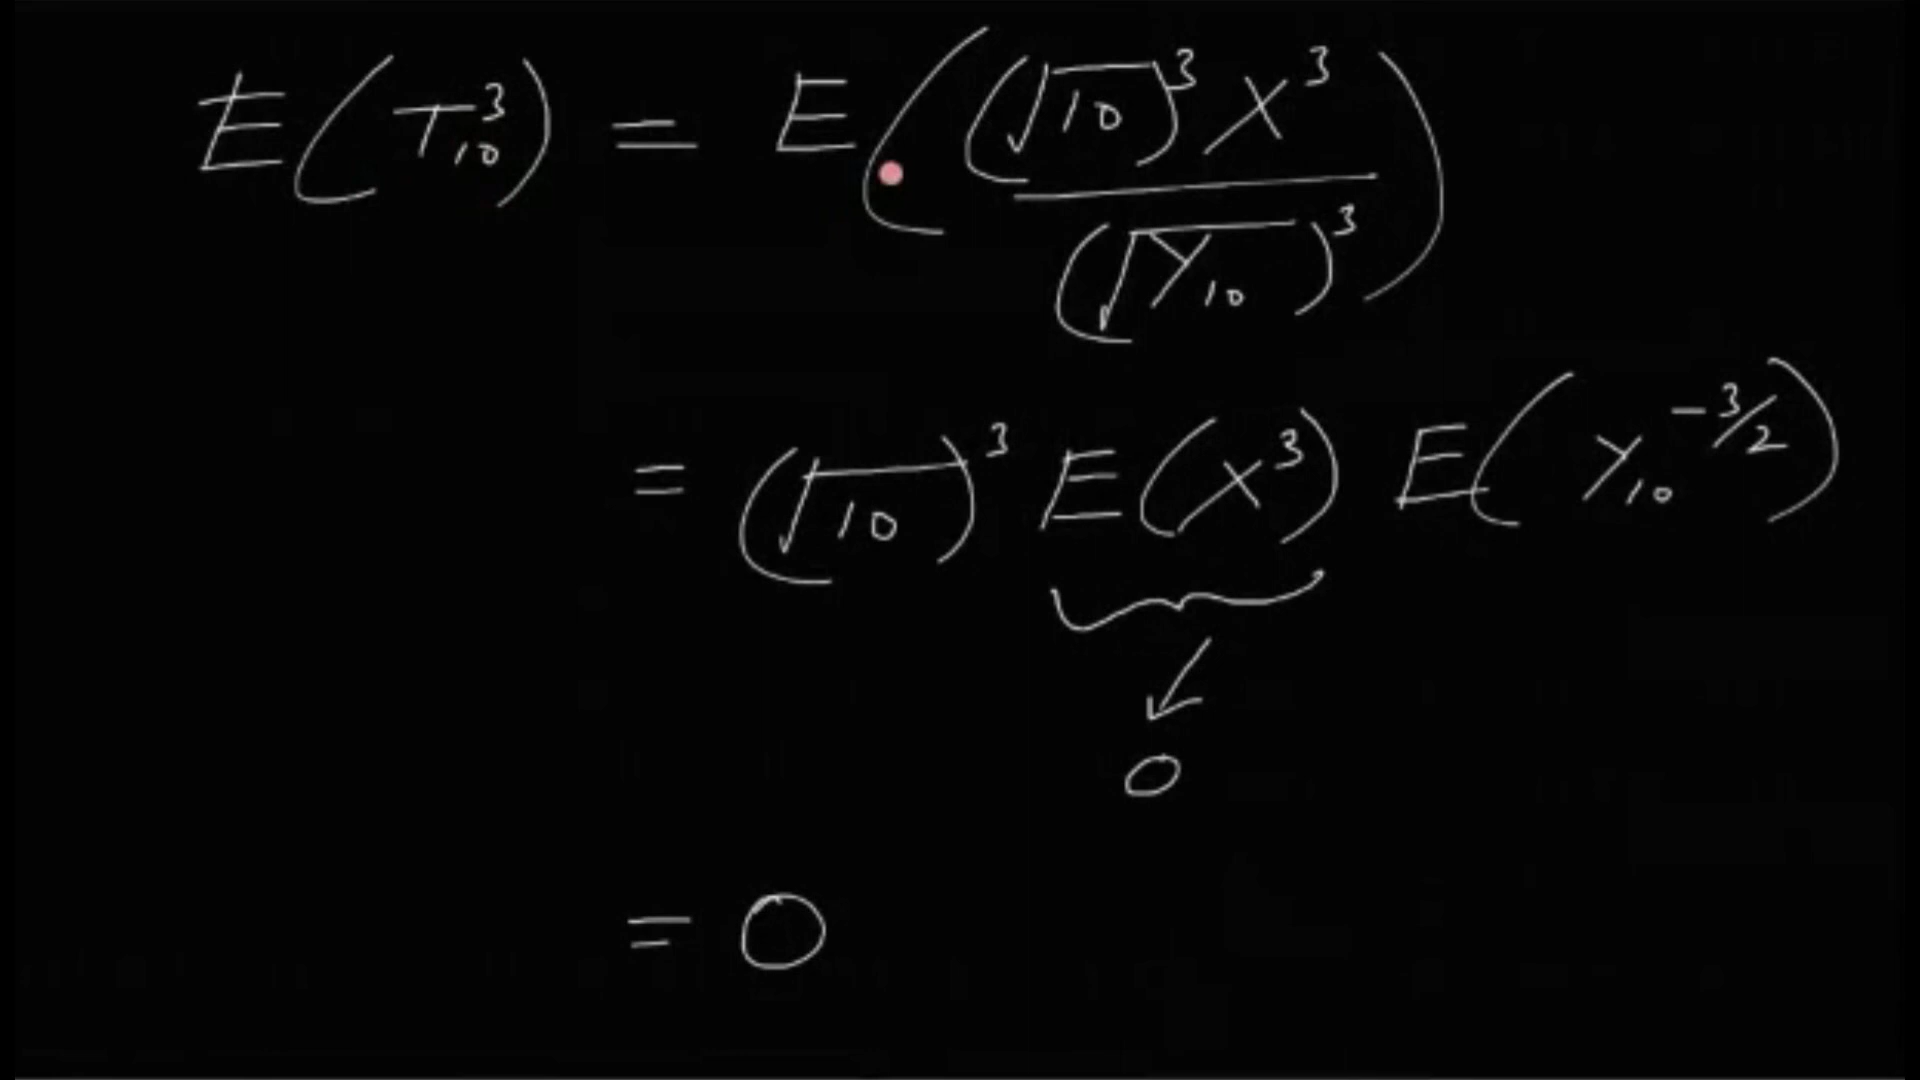 E(T₁₀³) = E((√10)³ X³ / (√Y₁₀)³)
= (√10)³ E(X³) E(Y₁₀^(-3/2))
↙
0
= 0